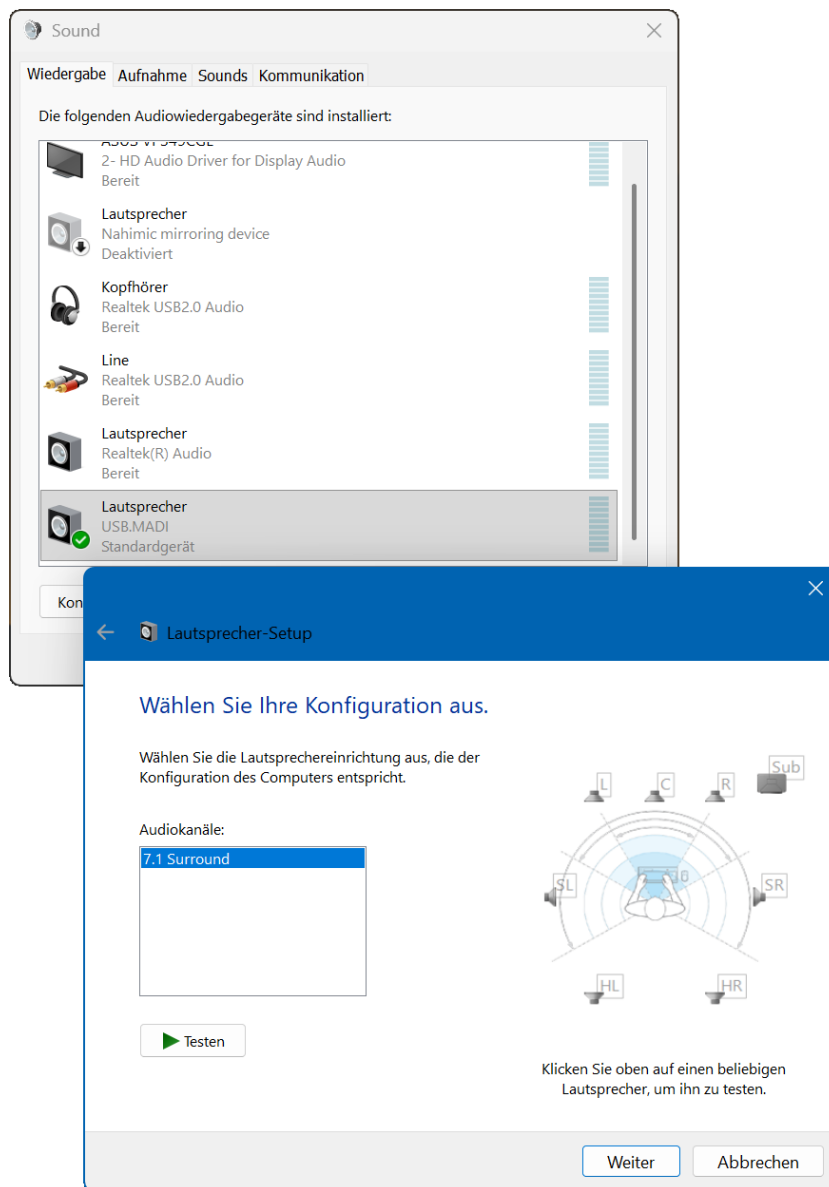 Sound
Wiedergabe Aufnahme Sounds Kommunikation
Die folgenden Audiowiedergabegeräte sind installiert:
2- HD Audio Driver for Display Audio
Bereit
Lautsprecher
Nahimic mirroring device
Deaktiviert
Kopfhörer
Realtek USB2.0 Audio
Bereit
Line
Realtek USB2.0 Audio
Bereit
Lautsprecher
Realtek(R) Audio
Bereit
Lautsprecher
USB.MADI
Standardgerät
Kon
Lautsprecher-Setup
Wählen Sie Ihre Konfiguration aus.
Wählen Sie die Lautsprechereinrichtung aus, die der
Konfiguration des Computers entspricht.
Audiokanäle:
7.1 Surround
Testen
L C R Sub
SL SR
HL HR
Klicken Sie oben auf einen beliebigen
Lautsprecher, um ihn zu testen.
Weiter Abbrechen